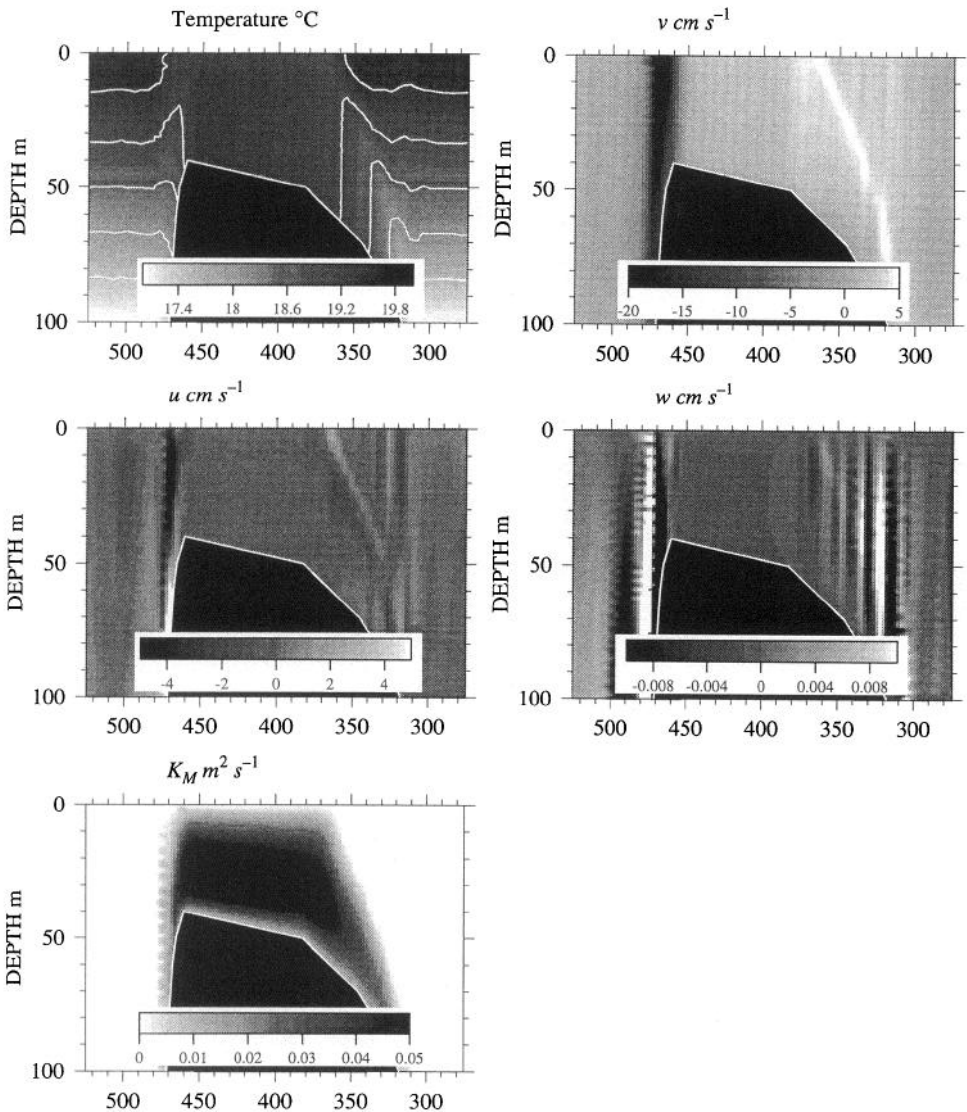 Temperature °C
v cm s⁻¹
0
50
100
DEPTH m
17.4 18 18.6 19.2 19.8
500 450 400 350 300
0
50
100
DEPTH m
-20 -15 -10 -5 0 5
500 450 400 350 300
u cm s⁻¹
w cm s⁻¹
0
50
100
DEPTH m
-4 -2 0 2 4
500 450 400 350 300
0
50
100
DEPTH m
-0.008 -0.004 0 0.004 0.008
500 450 400 350 300
K_M m² s⁻¹
0
50
100
DEPTH m
0 0.01 0.02 0.03 0.04 0.05
500 450 400 350 300